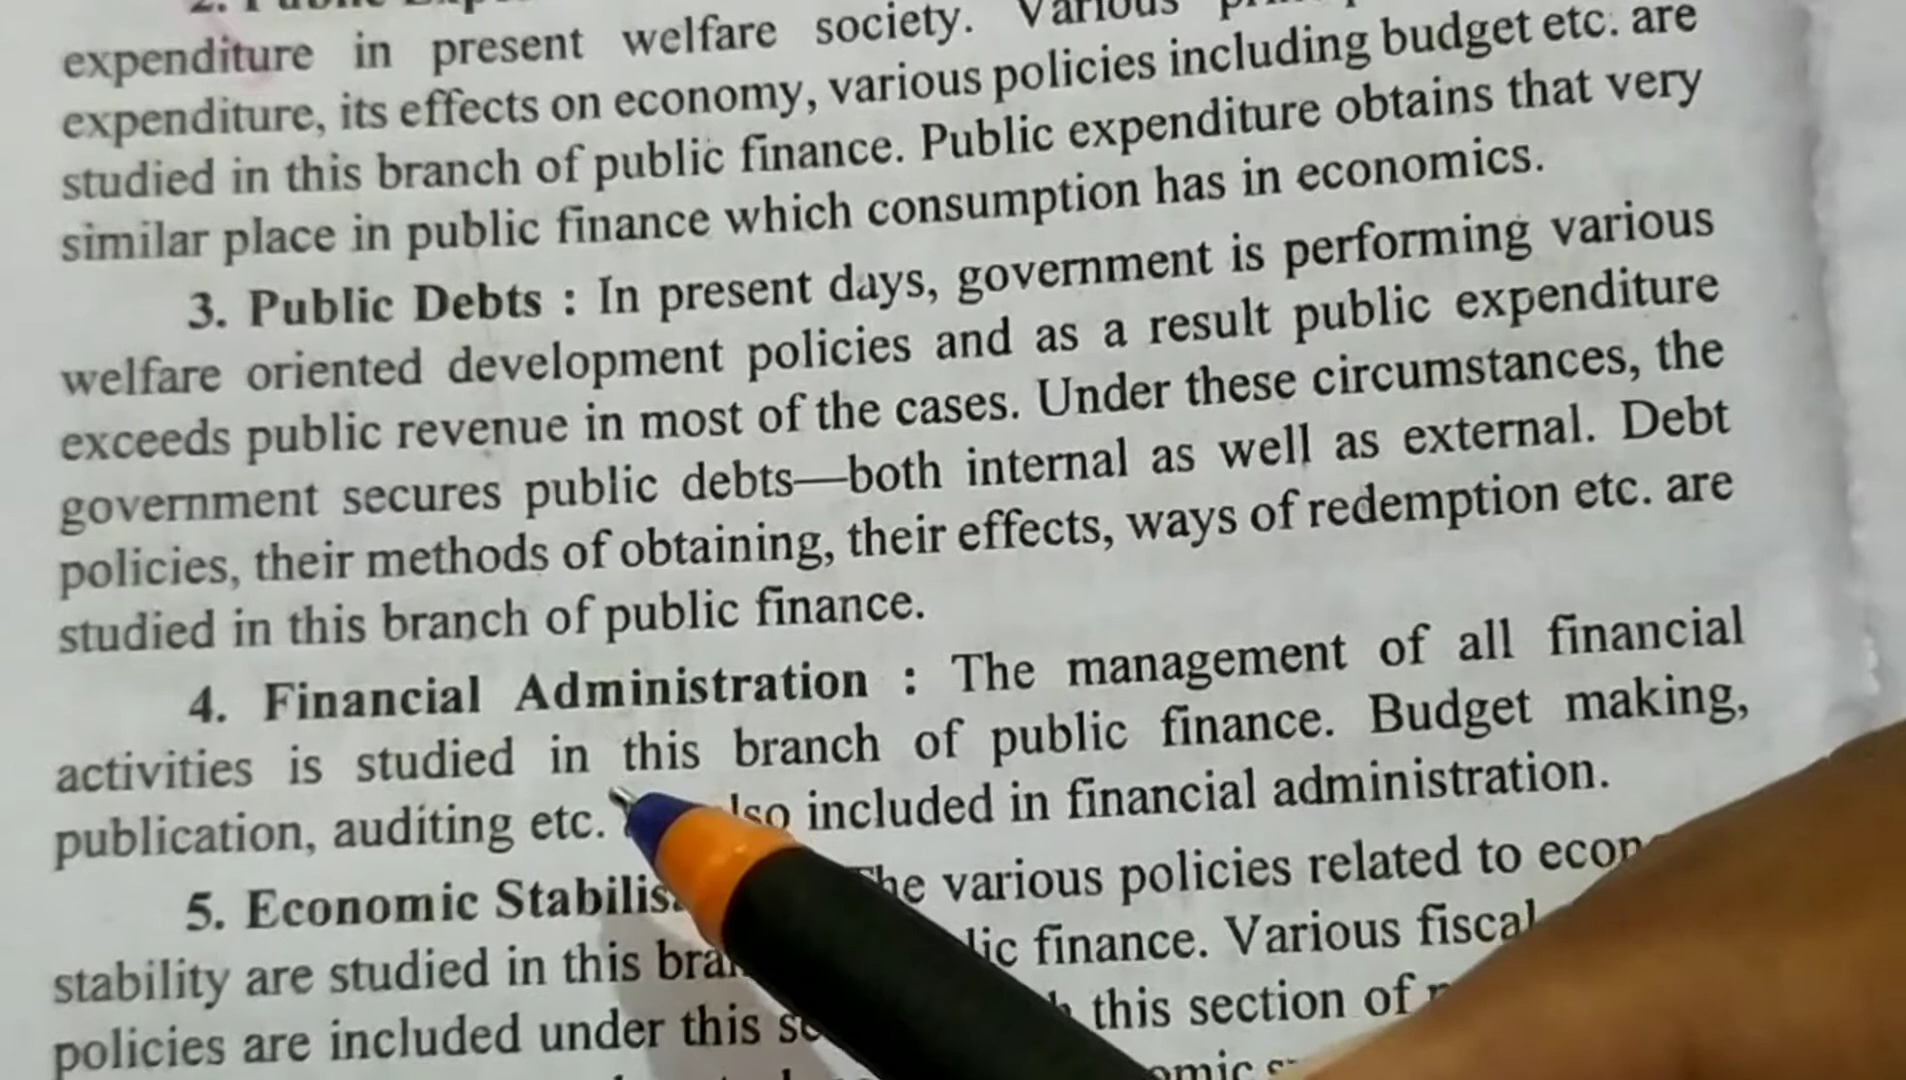 expenditure in present welfare society. Various
expenditure, its effects on economy, various policies including budget etc. are
studied in this branch of public finance. Public expenditure obtains that very
similar place in public finance which consumption has in economics.
3. Public Debts : In present days, government is performing various
welfare oriented development policies and as a result public expenditure
exceeds public revenue in most of the cases. Under these circumstances, the
government secures public debts—both internal as well as external. Debt
policies, their methods of obtaining, their effects, ways of redemption etc. are
studied in this branch of public finance.
4. Financial Administration : The management of all financial
activities is studied in this branch of public finance. Budget making,
publication, auditing etc. included in financial administration.
5. Economic various policies related to
stability are studied in this finance. Various fiscal
policies are included under this this section of